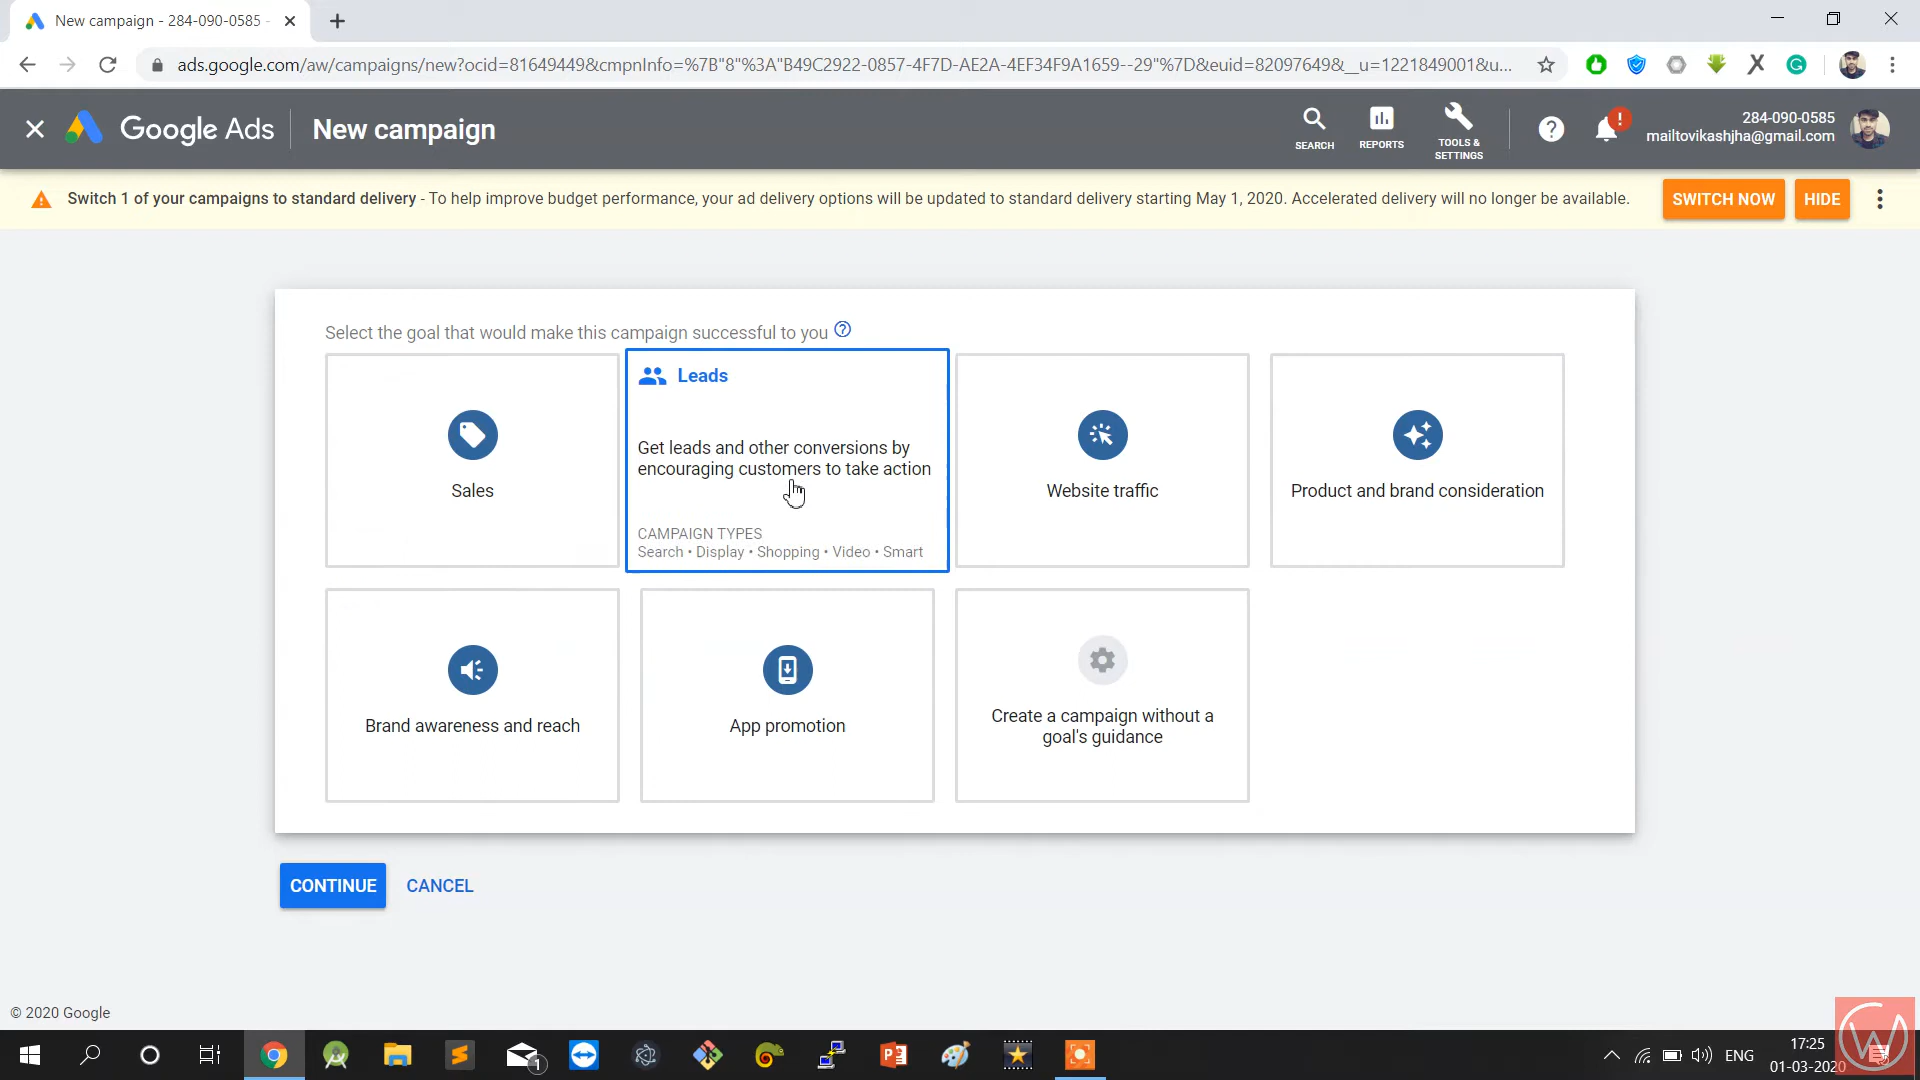 New campaign - 284-090-0585 -
ads.google.com/aw/campaigns/new?ocid=81649449&cmpnInfo=%7B"8"%3A"B49C2922-0857-4F7D-AE2A-4EF34F9A1659--29"%7D&euid=82097649&__u=1221849001&u...
Google Ads
New campaign
SEARCH
REPORTS
TOOLS &
SETTINGS
284-090-0585
mailtovikashjha@gmail.com
Switch 1 of your campaigns to standard delivery - To help improve budget performance, your ad delivery options will be updated to standard delivery starting May 1, 2020. Accelerated delivery will no longer be available.
SWITCH NOW
HIDE
Select the goal that would make this campaign successful to you
Sales
Leads
Get leads and other conversions by
encouraging customers to take action
CAMPAIGN TYPES
Search • Display • Shopping • Video • Smart
Website traffic
Product and brand consideration
Brand awareness and reach
App promotion
Create a campaign without a
goal's guidance
CONTINUE
CANCEL
© 2020 Google
1
ENG
17:25
01-03-2020